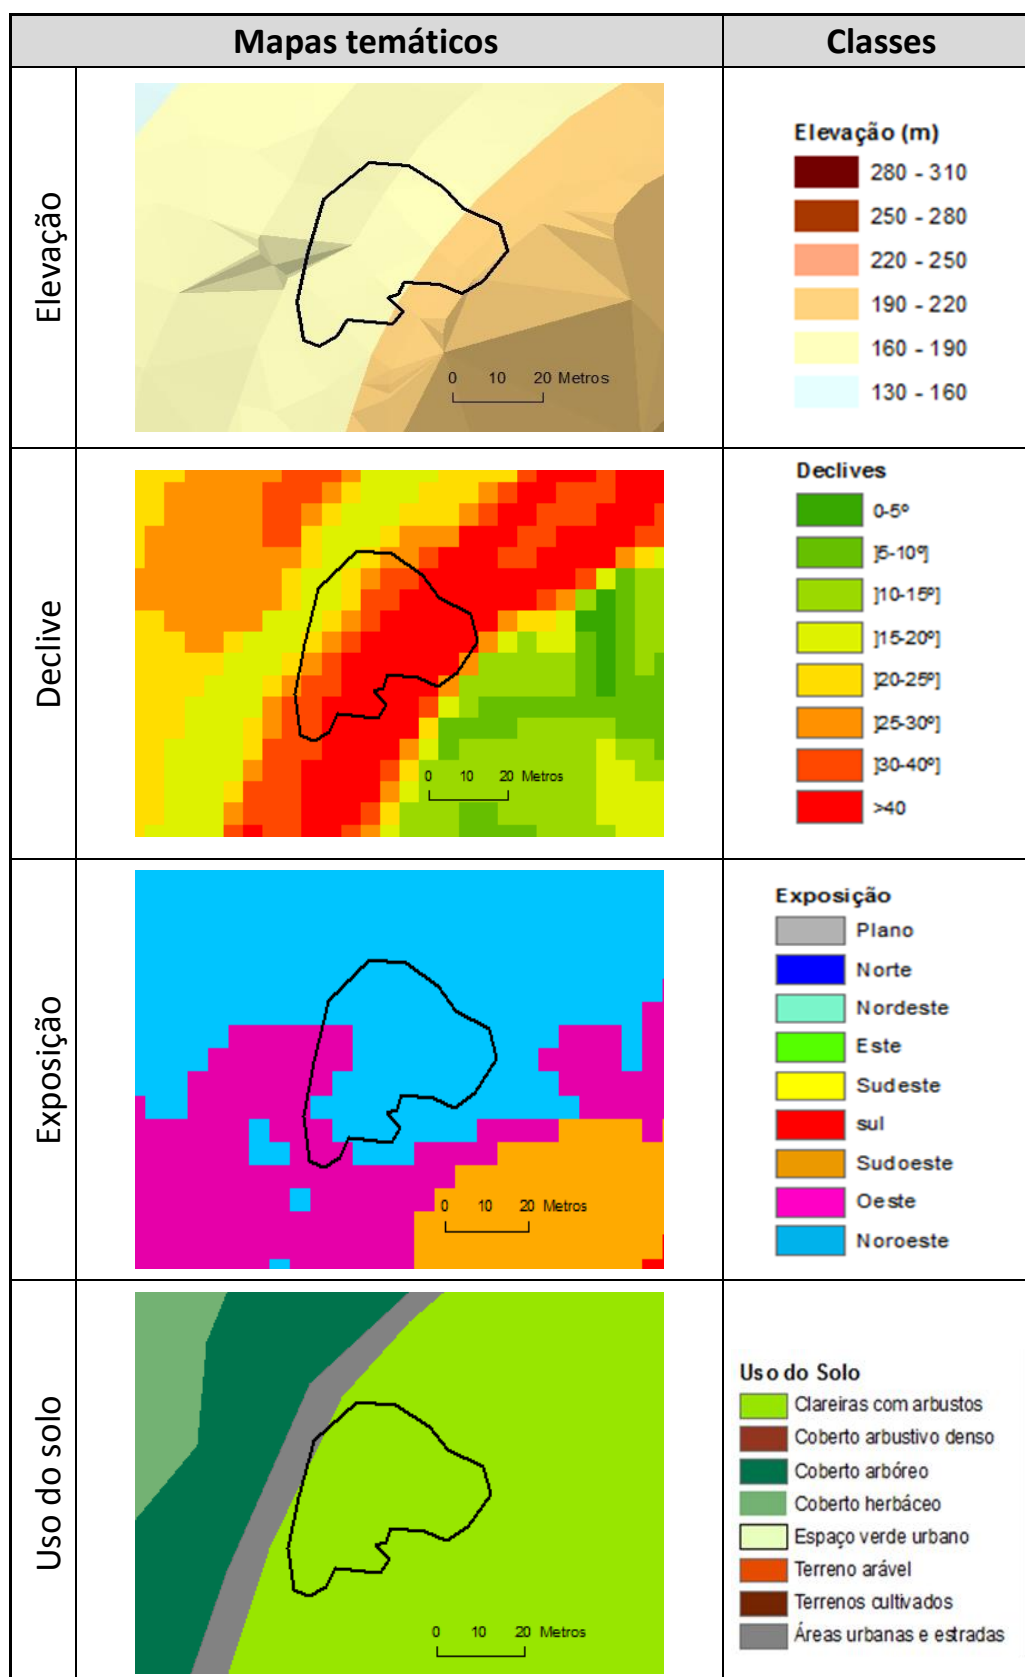 Mapas temáticos
Classes
Elevação
0 10 20 Metros
Elevação (m)
280 - 310
250 - 280
220 - 250
190 - 220
160 - 190
130 - 160
Declive
0 10 20 Metros
Declives
0-5º
]5-10º]
]10-15º]
]15-20º]
]20-25º]
]25-30º]
]30-40º]
>40
Exposição
0 10 20 Metros
Exposição
Plano
Norte
Nordeste
Este
Sudeste
sul
Sudoeste
Oeste
Noroeste
Uso do solo
0 10 20 Metros
Uso do Solo
Clareiras com arbustos
Coberto arbustivo denso
Coberto arbóreo
Coberto herbáceo
Espaço verde urbano
Terreno arável
Terrenos cultivados
Áreas urbanas e estradas